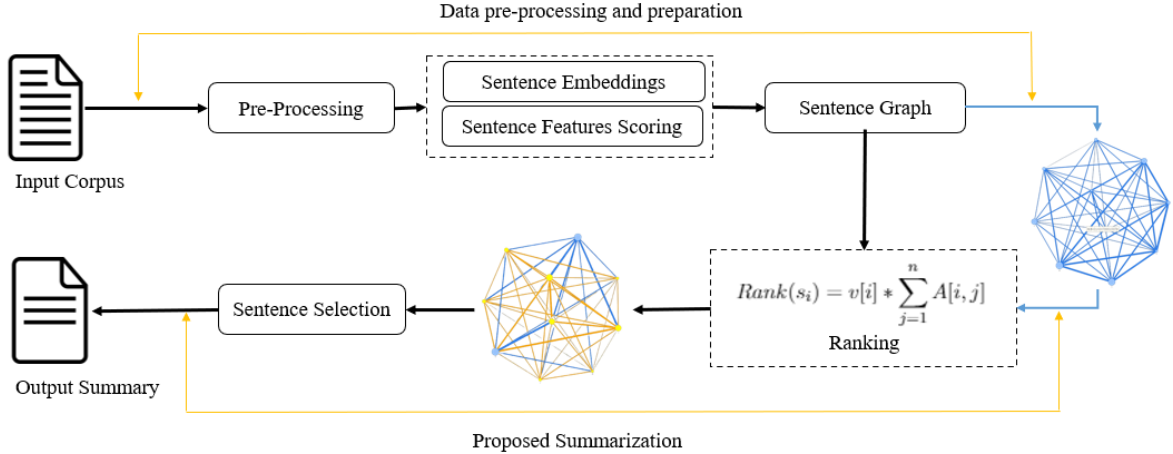 Data pre-processing and preparation
Input Corpus
Pre-Processing
Sentence Embeddings
Sentence Features Scoring
Sentence Graph
Rank(s_i) = v[i] * \sum_{j=1}^{n} A[i, j]
Ranking
Sentence Selection
Output Summary
Proposed Summarization